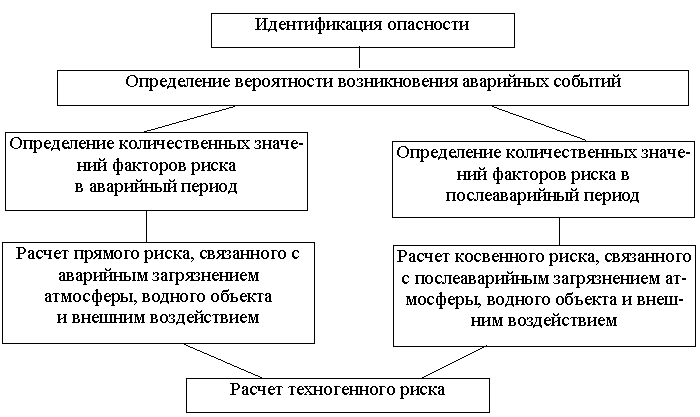 Идентификация опасности
Определение вероятности возникновения аварийных событий
Определение количественных значе-
ний факторов риска
в аварийный период
Определение количественных значе-
ний факторов риска в
послеаварийный период
Расчет прямого риска, связанного с
аварийным загрязнением
атмосферы, водного объекта
и внешним воздействием
Расчет косвенного риска, связанного
с послеаварийным загрязнением ат-
мосферы, водного объекта и внеш-
ним воздействием
Расчет техногенного риска